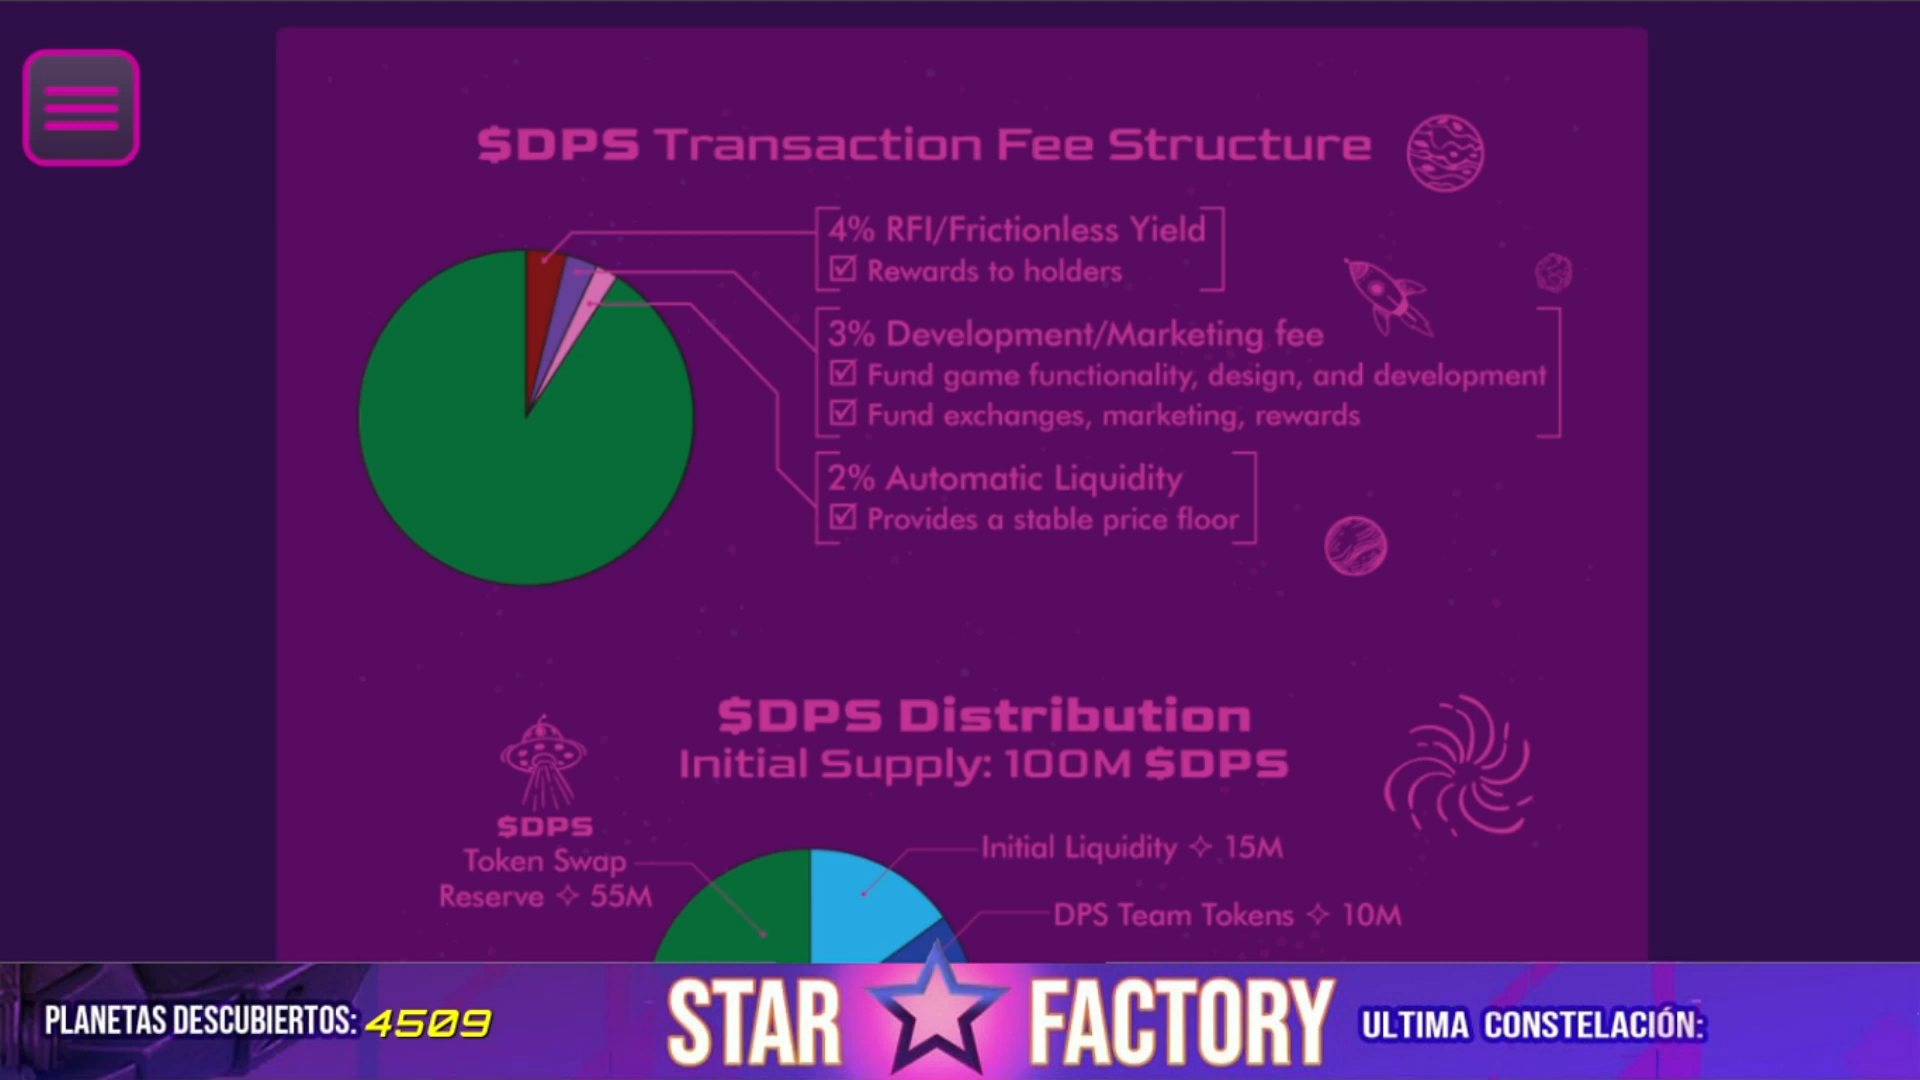 $DPS Transaction Fee Structure
4% RFI/Frictionless Yield
Rewards to holders
3% Development/Marketing fee
Fund game functionality, design, and development
Fund exchanges, marketing, rewards
2% Automatic Liquidity
Provides a stable price floor
$DPS Distribution
Initial Supply: 100M $DPS
$DPS
Token Swap
Reserve ✧ 55M
Initial Liquidity ✧ 15M
DPS Team Tokens ✧ 10M
PLANETAS DESCUBIERTOS: 4509
STAR FACTORY
ULTIMA CONSTELACIÓN: